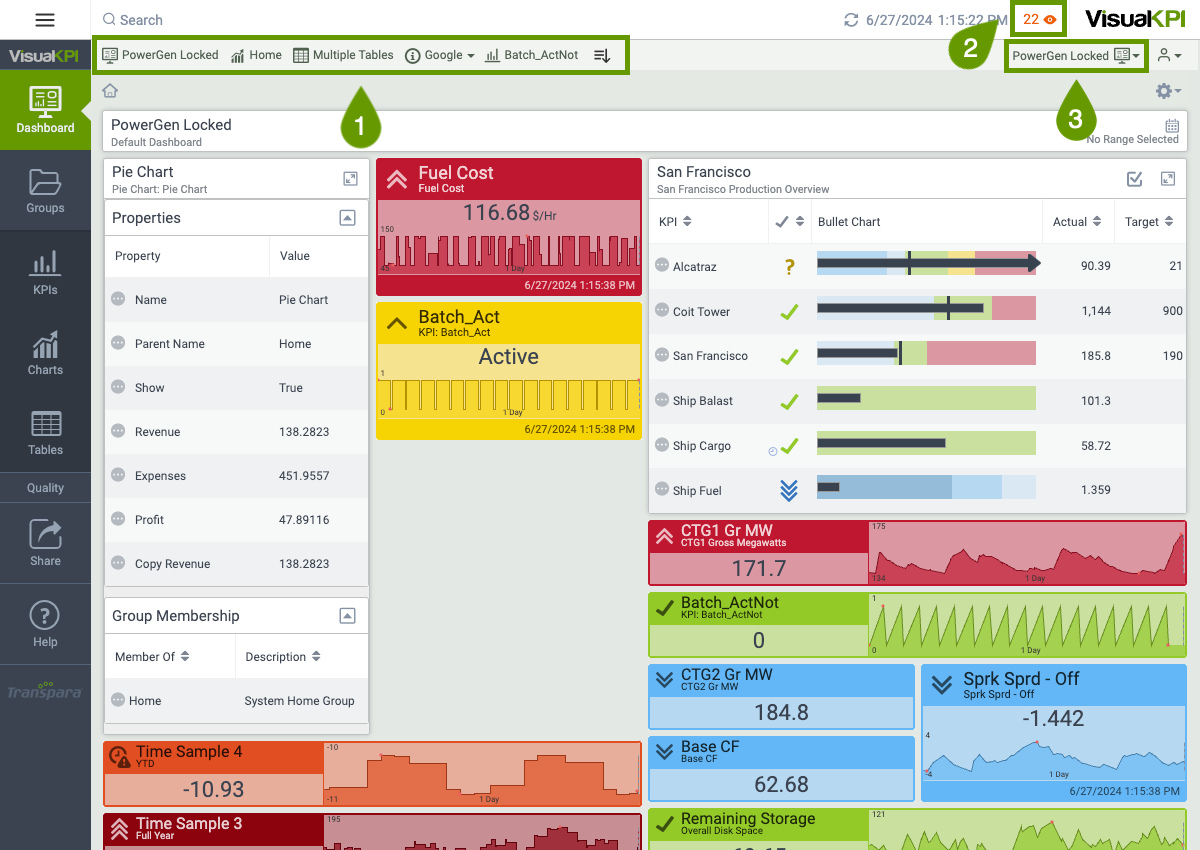 Search
6/27/2024 1:15:22 PM
22
VisualKPI
VisualKPI
PowerGen Locked
Home
Multiple Tables
Google
Batch_ActNot
2
PowerGen Locked
1
3
PowerGen Locked
Default Dashboard
No Range Selected
Dashboard
Groups
KPIs
Charts
Tables
Quality
Share
Help
Transpara
Pie Chart
Pie Chart: Pie Chart
Properties
Property Value
Name Pie Chart
Parent Name Home
Show True
Revenue 138.2823
Expenses 451.9557
Profit 47.89116
Copy Revenue 138.2823
Group Membership
Member Of Description
Home System Home Group
Fuel Cost
Fuel Cost
116.68 $/Hr
150
45
1 Day
6/27/2024 1:15:38 PM
Batch_Act
KPI: Batch_Act
Active
1
0
1 Day
6/27/2024 1:15:38 PM
San Francisco
San Francisco Production Overview
KPI Bullet Chart Actual Target
Alcatraz ? 90.39 21
Coit Tower 1,144 900
San Francisco 185.8 190
Ship Balast 101.3
Ship Cargo 58.72
Ship Fuel 1.359
CTG1 Gr MW
CTG1 Gross Megawatts
171.7
175
134
1 Day
Batch_ActNot
KPI: Batch_ActNot
0
1
0
1 Day
CTG2 Gr MW
CTG2 Gr MW
184.8
Sprk Sprd - Off
Sprk Sprd - Off
-1.442
4
-4
1 Day
6/27/2024 1:15:38 PM
Base CF
Base CF
62.68
Time Sample 4
YTD
-10.93
-10
-11
1 Day
Time Sample 3
Full Year
195
Remaining Storage
Overall Disk Space
121